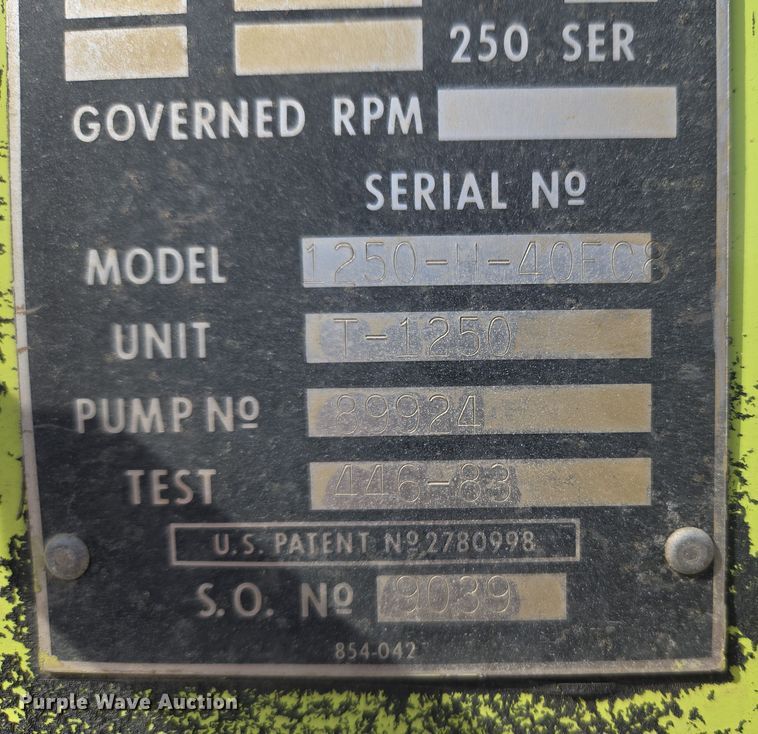 250 SER
GOVERNED RPM
SERIAL Nº
MODEL 1250-H-40FC8
UNIT T-1250
PUMP Nº 89924
TEST 446-83
U.S. PATENT Nº 2780998
S.O. Nº 9039
854-042
Purple Wave Auction